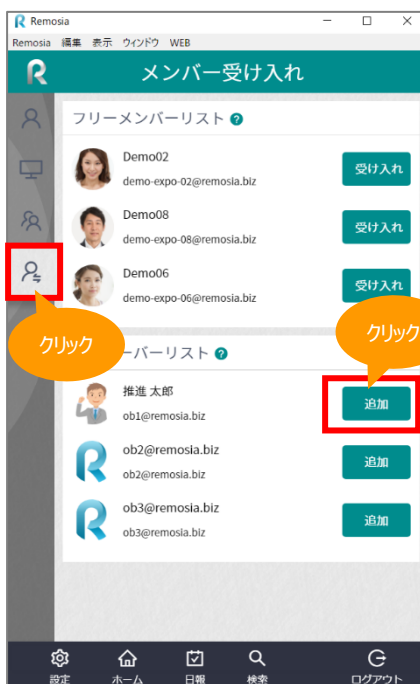 Remosia
Remosia 編集 表示 ウィンドウ WEB
メンバー受け入れ
フリーメンバーリスト ?
Demo02
demo-expo-02@remosia.biz
受け入れ
Demo08
demo-expo-08@remosia.biz
受け入れ
Demo06
demo-expo-06@remosia.biz
受け入れ
クリック
クリック
ーバーリスト ?
推進 太郎
ob1@remosia.biz
追加
ob2@remosia.biz
ob2@remosia.biz
追加
ob3@remosia.biz
ob3@remosia.biz
追加
設定 ホーム 日報 検索 ログアウト